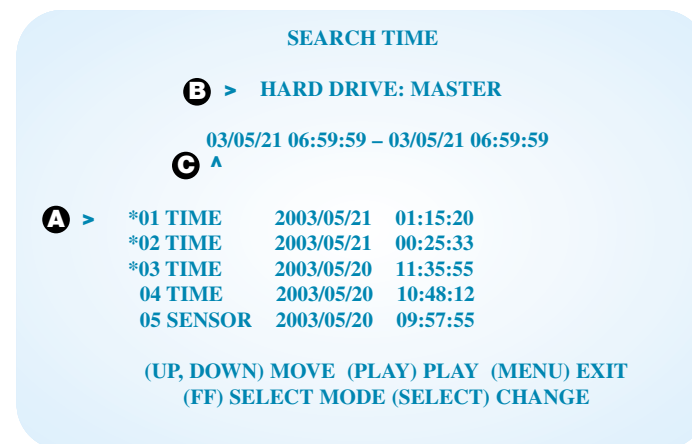 SEARCH TIME
B > HARD DRIVE: MASTER
03/05/21 06:59:59 – 03/05/21 06:59:59
C ^
A > *01 TIME 2003/05/21 01:15:20
*02 TIME 2003/05/21 00:25:33
*03 TIME 2003/05/20 11:35:55
04 TIME 2003/05/20 10:48:12
05 SENSOR 2003/05/20 09:57:55
(UP, DOWN) MOVE (PLAY) PLAY (MENU) EXIT
(FF) SELECT MODE (SELECT) CHANGE